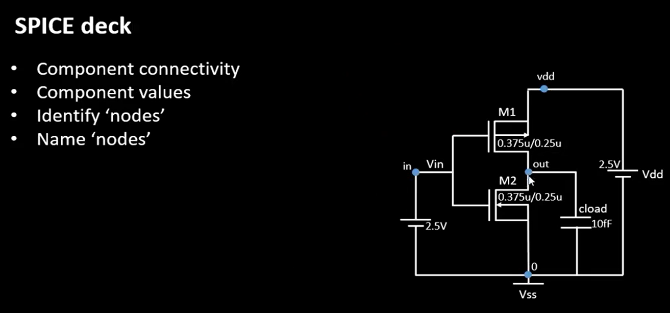 SPICE deck
• Component connectivity
• Component values
• Identify ‘nodes’
• Name ‘nodes’
vdd
M1
0.375u/0.25u
in
Vin
out
2.5V
Vdd
M2
0.375u/0.25u
cload
10fF
2.5V
0
Vss